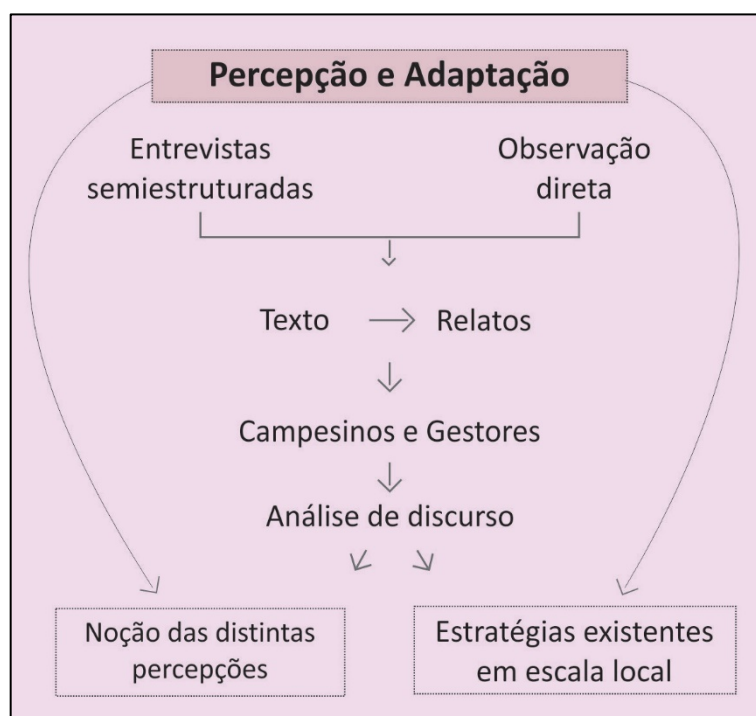 Percepção e Adaptação
Entrevistas
semiestruturadas
Observação
direta
Texto
Relatos
Campesinos e Gestores
Análise de discurso
Noção das distintas
percepções
Estratégias existentes
em escala local